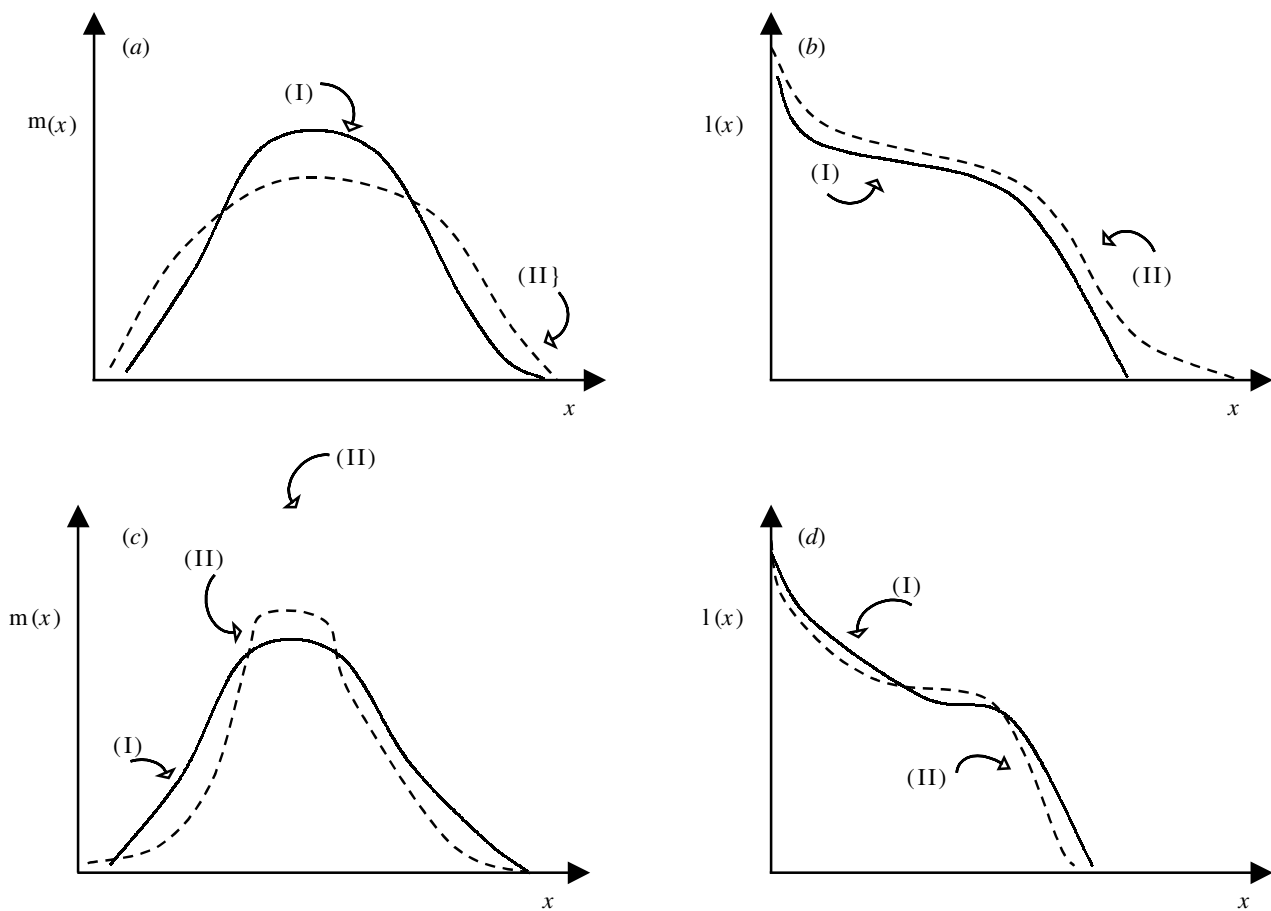 (a)
(I)
m(x)
(II}
x
(b)
l(x)
(I)
(II)
x
(II)
(c)
(II)
m(x)
(I)
x
(d)
(I)
l(x)
(II)
x